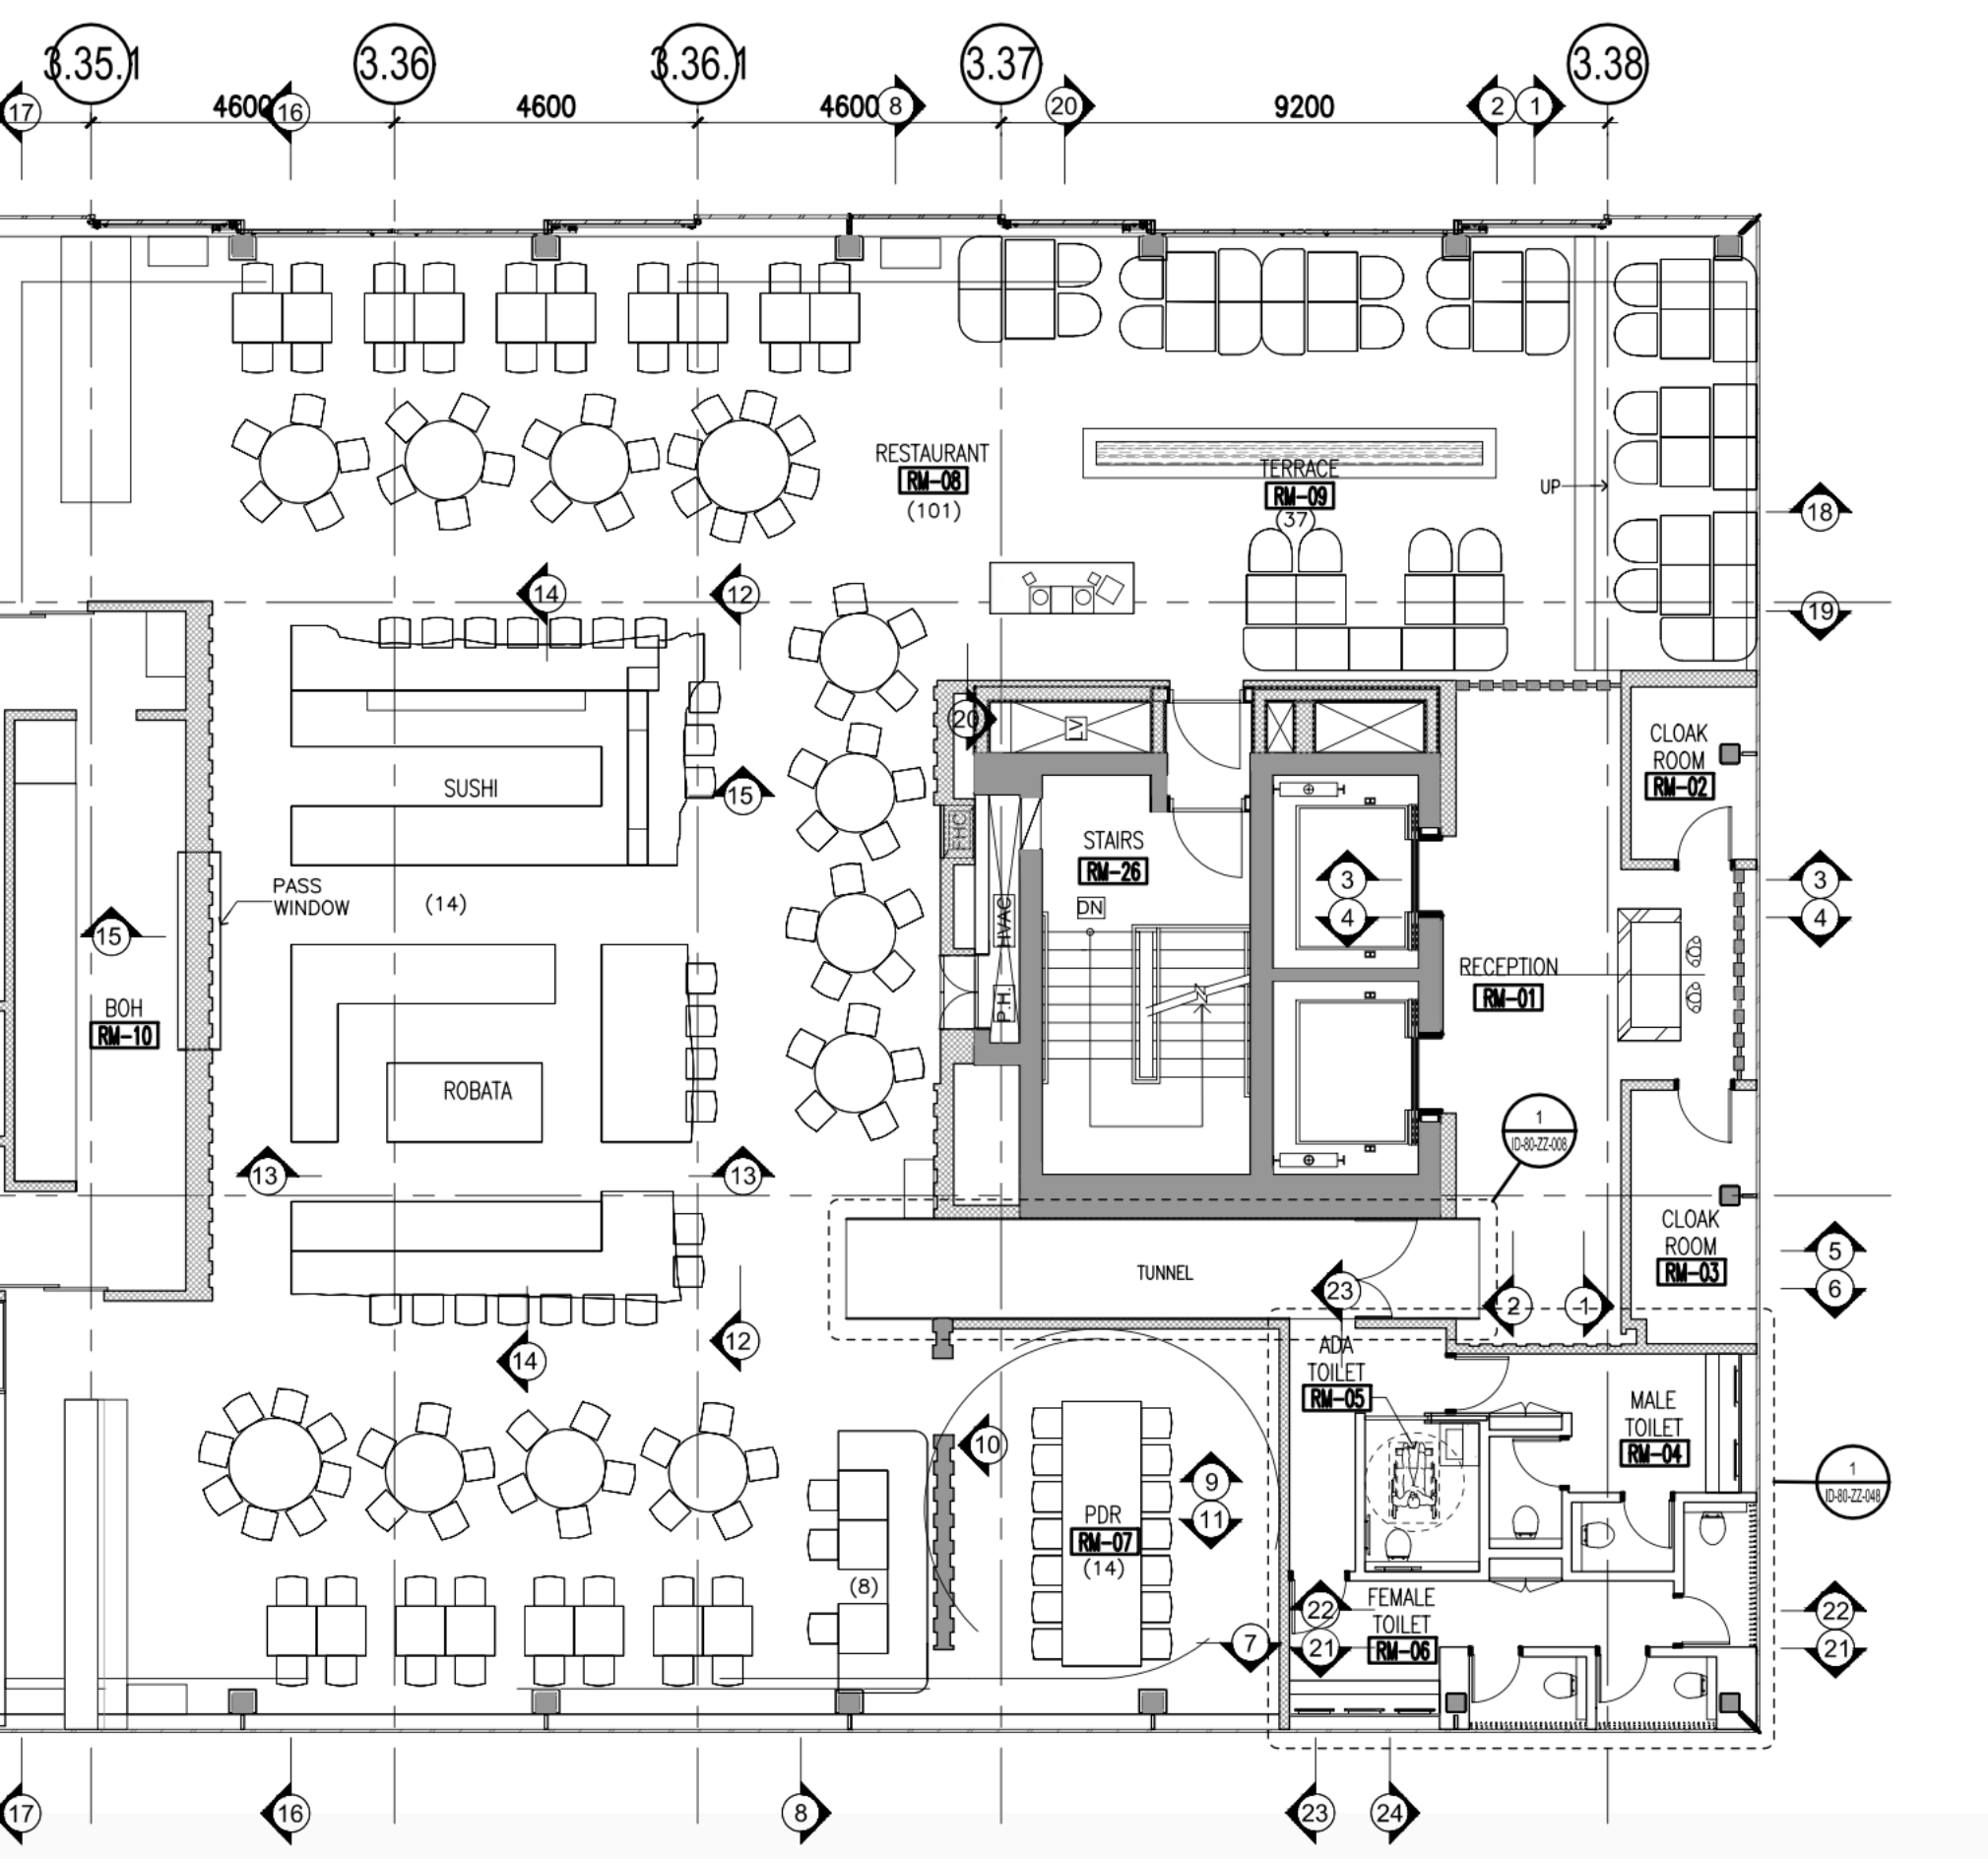 3.35.1
3.36
3.36.1
3.37
3.38
17
4600
16
4600
4600
8
20
9200
2
1
RESTAURANT
RM-08
(101)
TERRACE
RM-09
(37)
UP
18
14
12
19
20
LV
CLOAK
ROOM
RM-02
SUSHI
15
FHC
STAIRS
RM-26
DN
3
4
3
4
PASS
WINDOW
(14)
15
HVAC
P.H.
RECEPTION
RM-01
BOH
RM-10
ROBATA
N
1
ID-80-ZZ-008
13
13
CLOAK
ROOM
RM-03
5
6
TUNNEL
23
2
1
12
14
ADA
TOILET
RM-05
MALE
TOILET
RM-04
10
9
11
1
ID-80-ZZ-048
PDR
RM-07
(14)
(8)
FEMALE
TOILET
RM-06
22
21
22
21
7
17
16
8
23
24